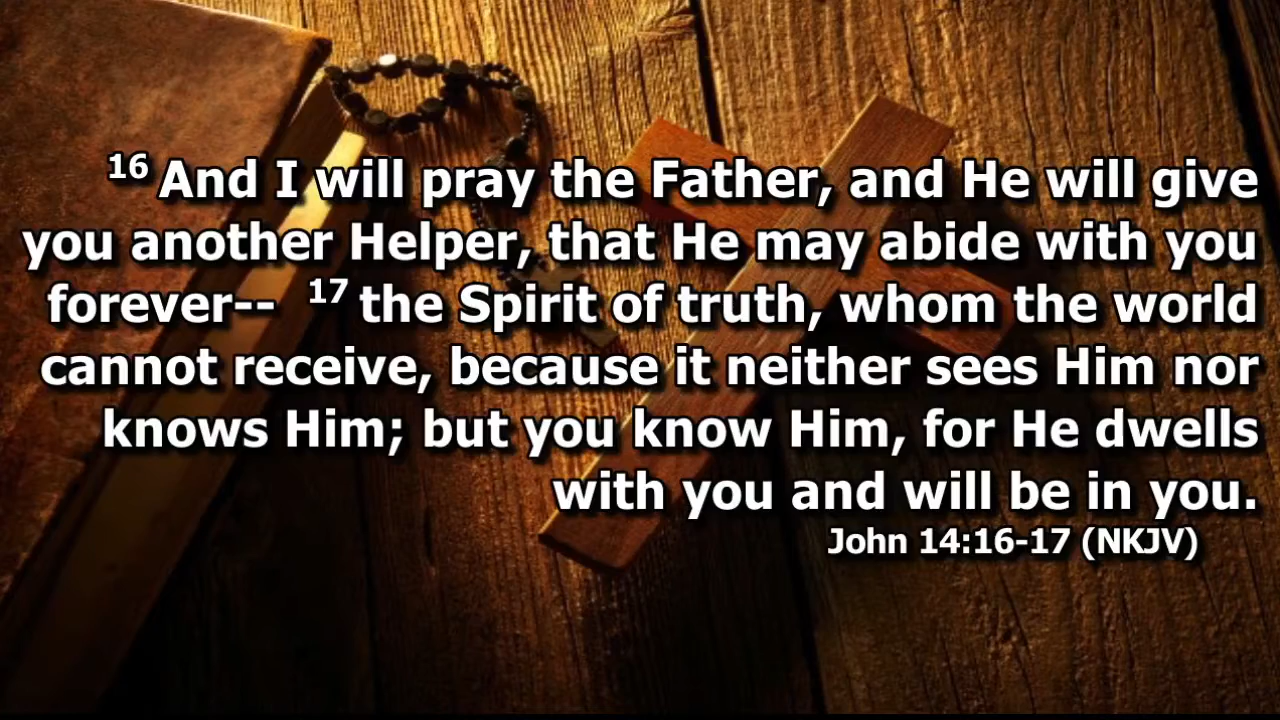 16 And I will pray the Father, and He will give
you another Helper, that He may abide with you
forever-- 17 the Spirit of truth, whom the world
cannot receive, because it neither sees Him nor
knows Him; but you know Him, for He dwells
with you and will be in you.
John 14:16-17 (NKJV)